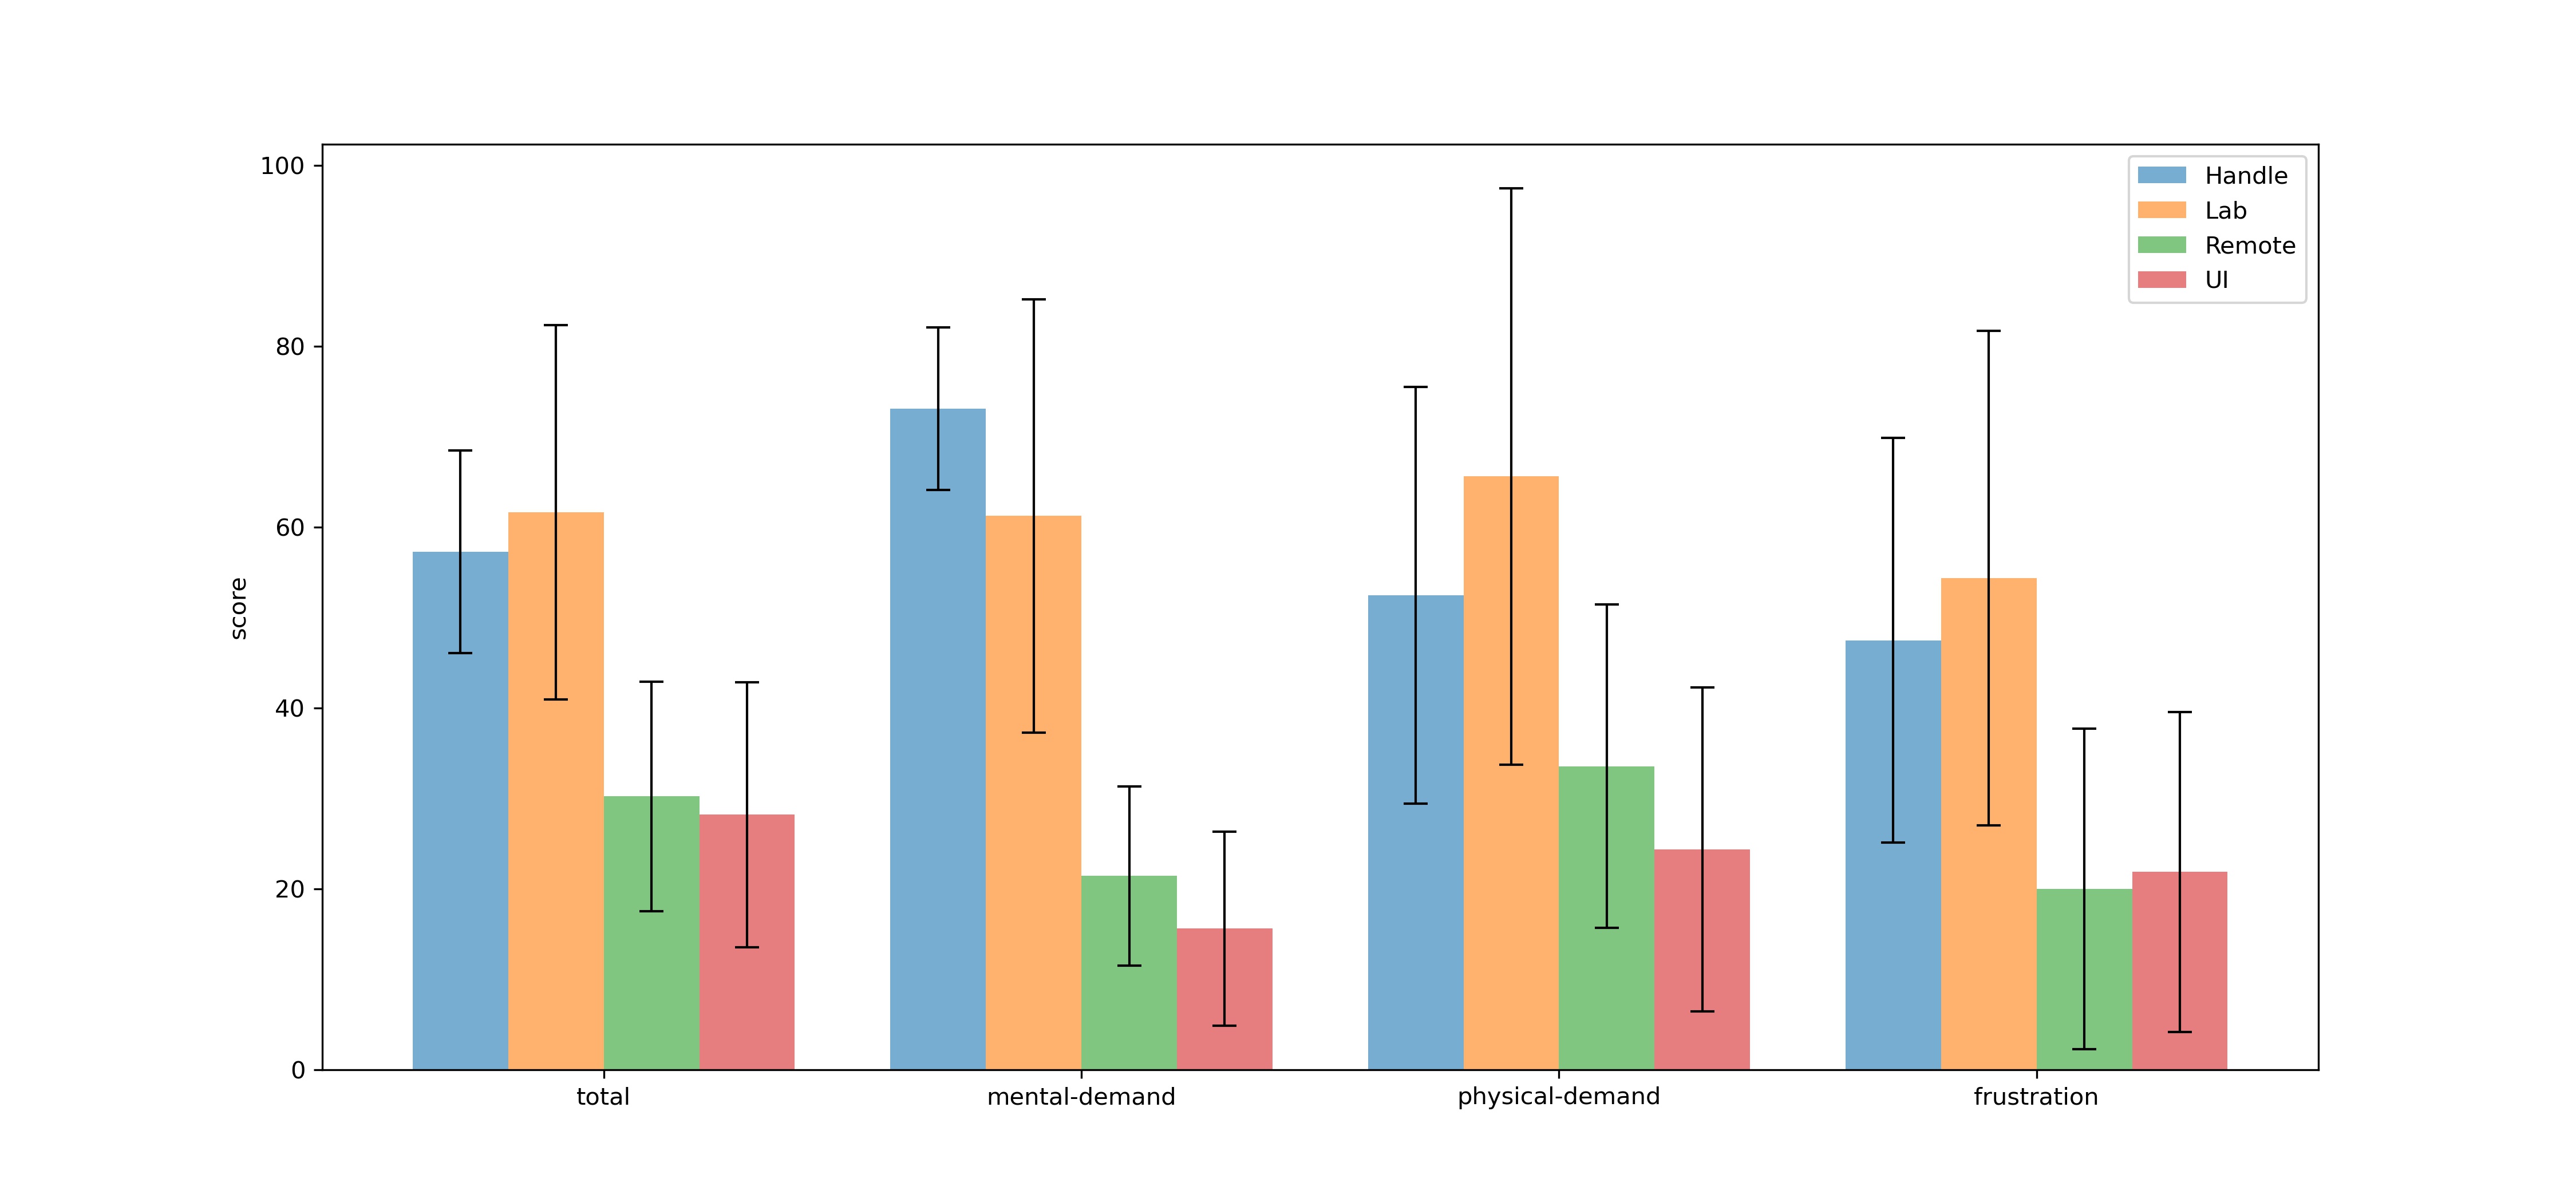 100
80
60
40
20
0
score
Handle
Lab
Remote
UI
total
mental-demand
physical-demand
frustration